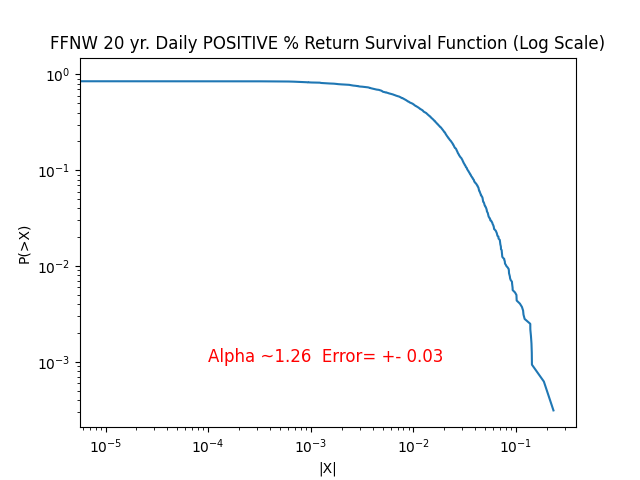 FFNW 20 yr. Daily POSITIVE % Return Survival Function (Log Scale)
10⁰
10⁻¹
10⁻²
10⁻³
P(>X)
Alpha ~1.26  Error= +- 0.03
10⁻⁵ 10⁻⁴ 10⁻³ 10⁻² 10⁻¹
|X|